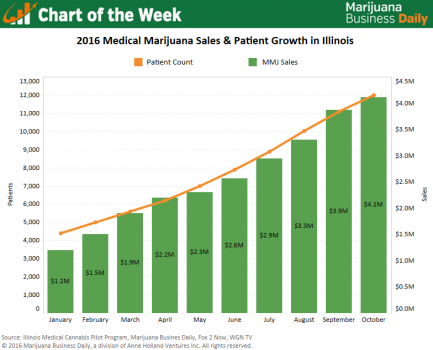 Chart of the Week
Marijuana
Business Daily
2016 Medical Marijuana Sales & Patient Growth in Illinois
Patient Count
MMJ Sales
13,000
12,000
11,000
10,000
9,000
8,000
7,000
6,000
5,000
4,000
3,000
2,000
1,000
0
Patients
$4.5M
$4.0M
$3.5M
$3.0M
$2.5M
$2.0M
$1.5M
$1.0M
$0.5M
$0.0M
Sales
$1.2M
$1.5M
$1.9M
$2.2M
$2.3M
$2.6M
$2.9M
$3.3M
$3.9M
$4.1M
January February March April May June July August September October
Source: Illinois Medical Cannabis Pilot Program, Marijuana Busines Daily, Fox 2 Now, WGN TV
© 2016 Marijuana Business Daily, a division of Anne Holland Ventures Inc. All rights reserved.